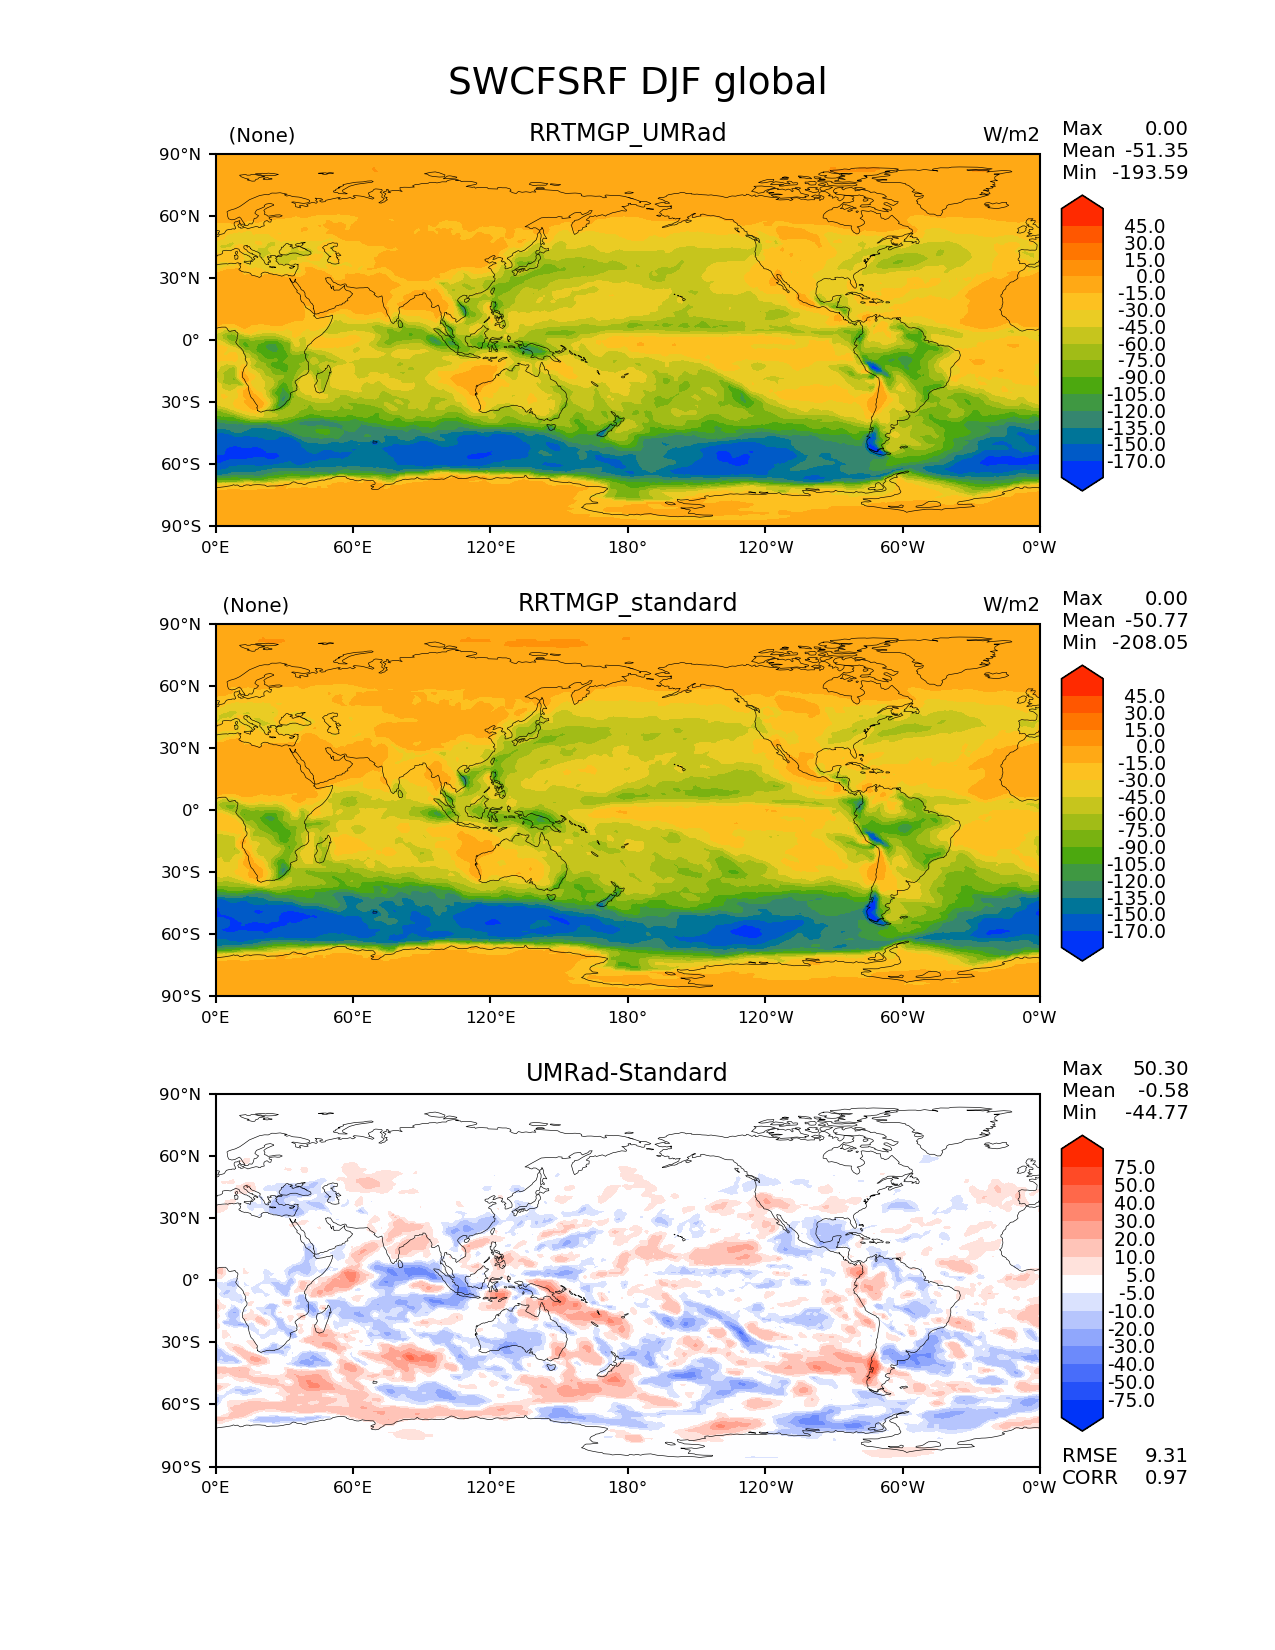 SWCFSRF DJF global
(None) RRTMGP_UMRad W/m2
Max 0.00
Mean -51.35
Min -193.59
90°N
60°N
30°N
0°
30°S
60°S
90°S
0°E 60°E 120°E 180° 120°W 60°W 0°W
45.0
30.0
15.0
0.0
-15.0
-30.0
-45.0
-60.0
-75.0
-90.0
-105.0
-120.0
-135.0
-150.0
-170.0
(None) RRTMGP_standard W/m2
Max 0.00
Mean -50.77
Min -208.05
90°N
60°N
30°N
0°
30°S
60°S
90°S
0°E 60°E 120°E 180° 120°W 60°W 0°W
45.0
30.0
15.0
0.0
-15.0
-30.0
-45.0
-60.0
-75.0
-90.0
-105.0
-120.0
-135.0
-150.0
-170.0
UMRad-Standard
Max 50.30
Mean -0.58
Min -44.77
90°N
60°N
30°N
0°
30°S
60°S
90°S
0°E 60°E 120°E 180° 120°W 60°W 0°W
75.0
50.0
40.0
30.0
20.0
10.0
5.0
-5.0
-10.0
-20.0
-30.0
-40.0
-50.0
-75.0
RMSE 9.31
CORR 0.97